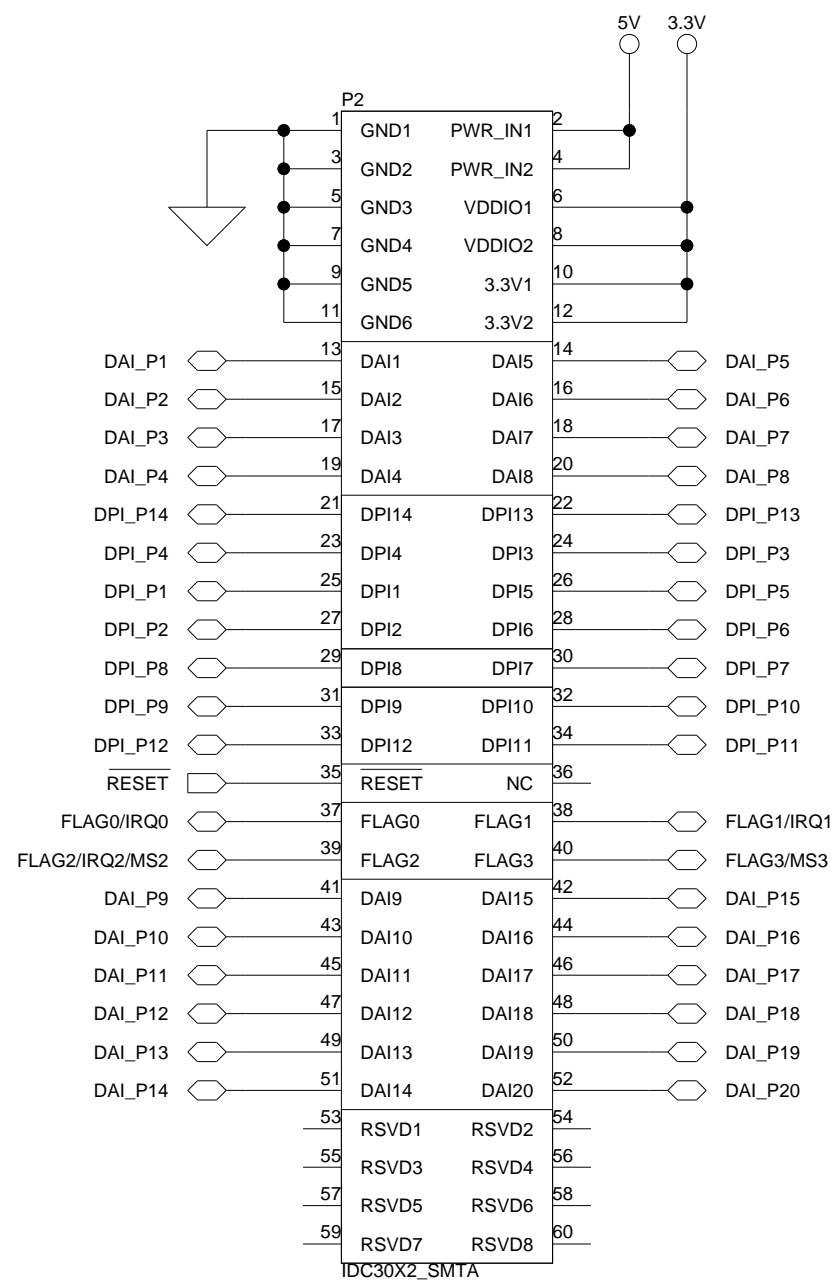 5V 3.3V
P2
1 GND1 PWR_IN1 2
3 GND2 PWR_IN2 4
5 GND3 VDDIO1 6
7 GND4 VDDIO2 8
9 GND5 3.3V1 10
11 GND6 3.3V2 12
DAI_P1 13 DAI1 DAI5 14 DAI_P5
DAI_P2 15 DAI2 DAI6 16 DAI_P6
DAI_P3 17 DAI3 DAI7 18 DAI_P7
DAI_P4 19 DAI4 DAI8 20 DAI_P8
DPI_P14 21 DPI14 DPI13 22 DPI_P13
DPI_P4 23 DPI4 DPI3 24 DPI_P3
DPI_P1 25 DPI1 DPI5 26 DPI_P5
DPI_P2 27 DPI2 DPI6 28 DPI_P6
DPI_P8 29 DPI8 DPI7 30 DPI_P7
DPI_P9 31 DPI9 DPI10 32 DPI_P10
DPI_P12 33 DPI12 DPI11 34 DPI_P11
RESET 35 RESET NC 36
FLAG0/IRQ0 37 FLAG0 FLAG1 38 FLAG1/IRQ1
FLAG2/IRQ2/MS2 39 FLAG2 FLAG3 40 FLAG3/MS3
DAI_P9 41 DAI9 DAI15 42 DAI_P15
DAI_P10 43 DAI10 DAI16 44 DAI_P16
DAI_P11 45 DAI11 DAI17 46 DAI_P17
DAI_P12 47 DAI12 DAI18 48 DAI_P18
DAI_P13 49 DAI13 DAI19 50 DAI_P19
DAI_P14 51 DAI14 DAI20 52 DAI_P20
53 RSVD1 RSVD2 54
55 RSVD3 RSVD4 56
57 RSVD5 RSVD6 58
59 RSVD7 RSVD8 60
IDC30X2_SMTA